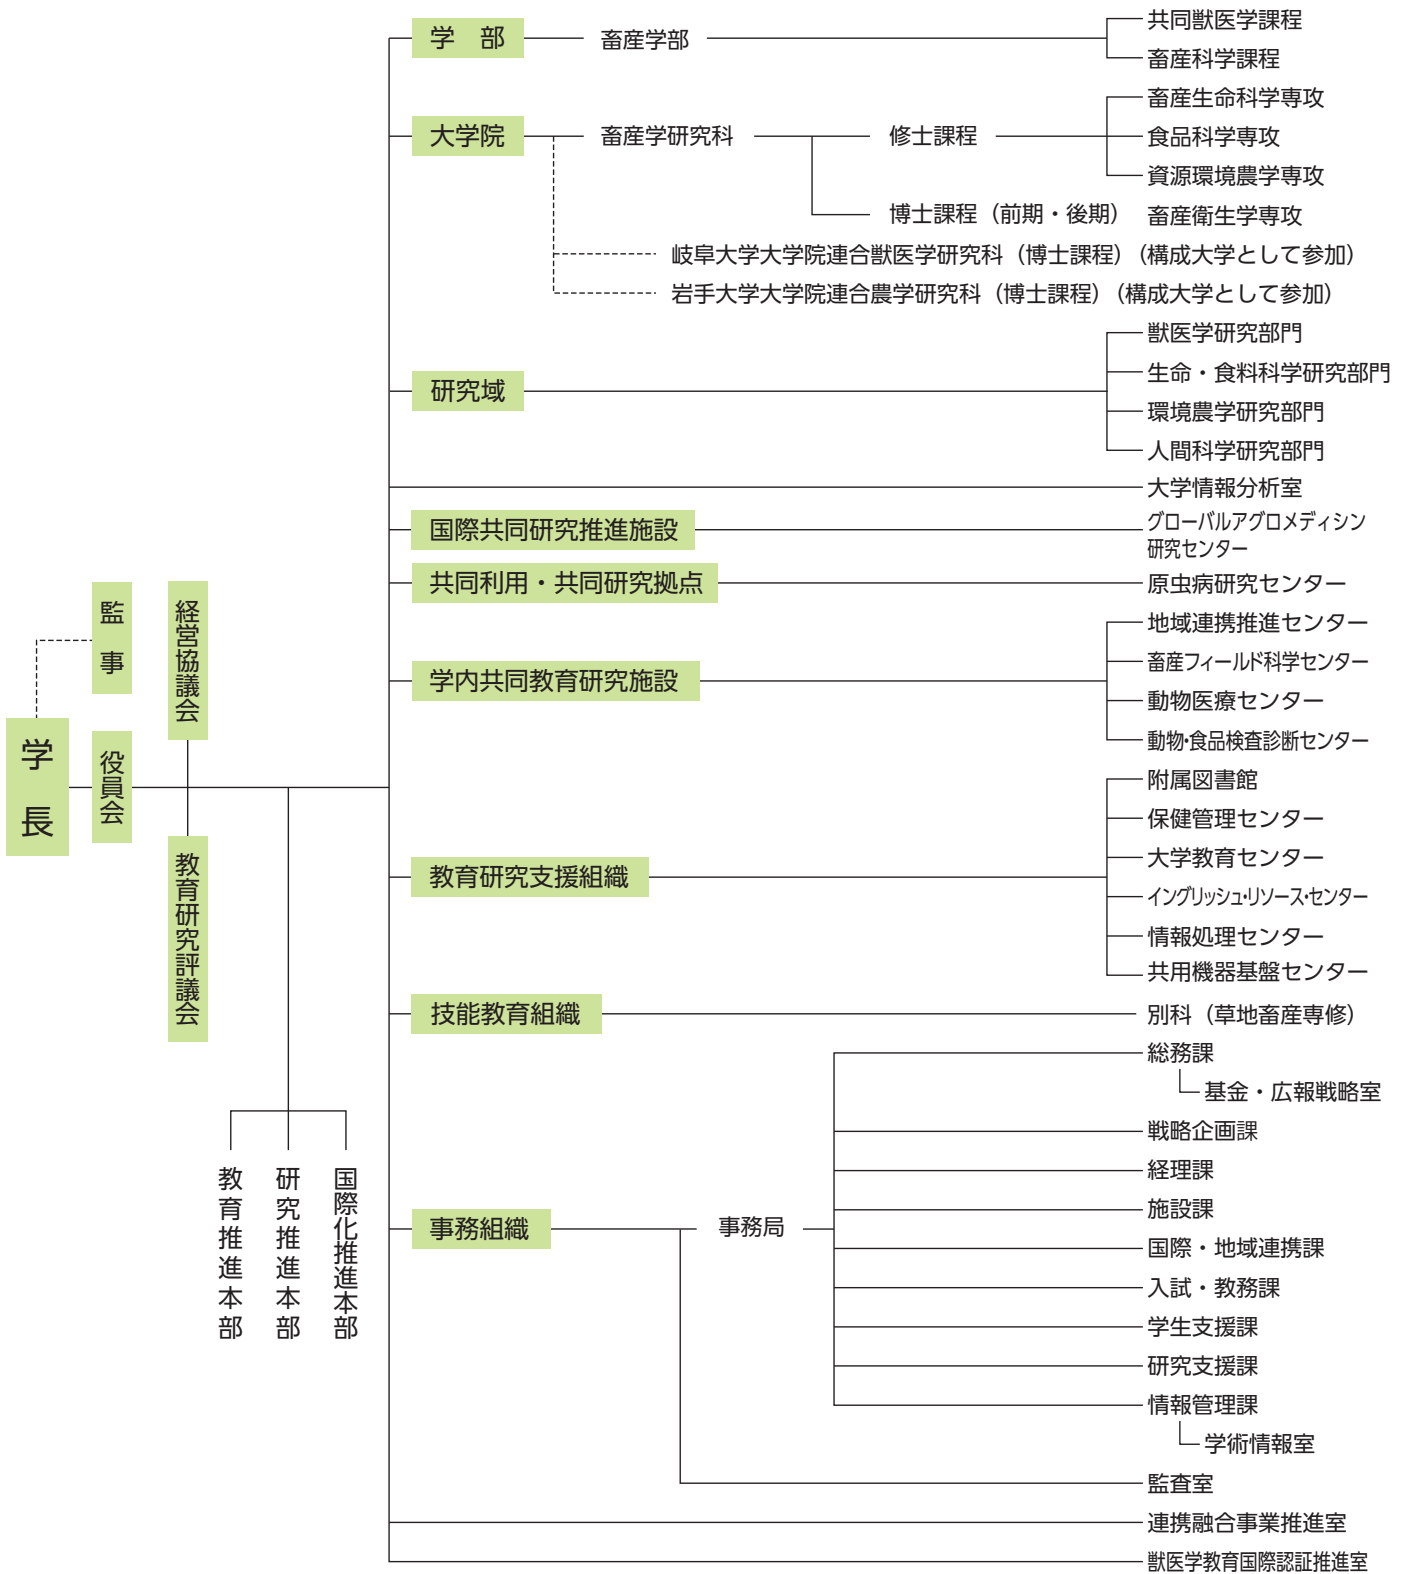 学長
監事
役員会
経営協議会
教育研究評議会
教育推進本部
研究推進本部
国際化推進本部
学　部
畜産学部
共同獣医学課程
畜産科学課程
大学院
畜産学研究科
修士課程
畜産生命科学専攻
食品科学専攻
資源環境農学専攻
博士課程（前期・後期）
畜産衛生学専攻
岐阜大学大学院連合獣医学研究科（博士課程）（構成大学として参加）
岩手大学大学院連合農学研究科（博士課程）（構成大学として参加）
研究域
獣医学研究部門
生命・食料科学研究部門
環境農学研究部門
人間科学研究部門
大学情報分析室
国際共同研究推進施設
グローバルアグロメディシン
研究センター
共同利用・共同研究拠点
原虫病研究センター
学内共同教育研究施設
地域連携推進センター
畜産フィールド科学センター
動物医療センター
動物・食品検査診断センター
教育研究支援組織
附属図書館
保健管理センター
大学教育センター
イングリッシュ・リソース・センター
情報処理センター
共用機器基盤センター
技能教育組織
別科（草地畜産専修）
事務組織
事務局
総務課
基金・広報戦略室
戦略企画課
経理課
施設課
国際・地域連携課
入試・教務課
学生支援課
研究支援課
情報管理課
学術情報室
監査室
連携融合事業推進室
獣医学教育国際認証推進室